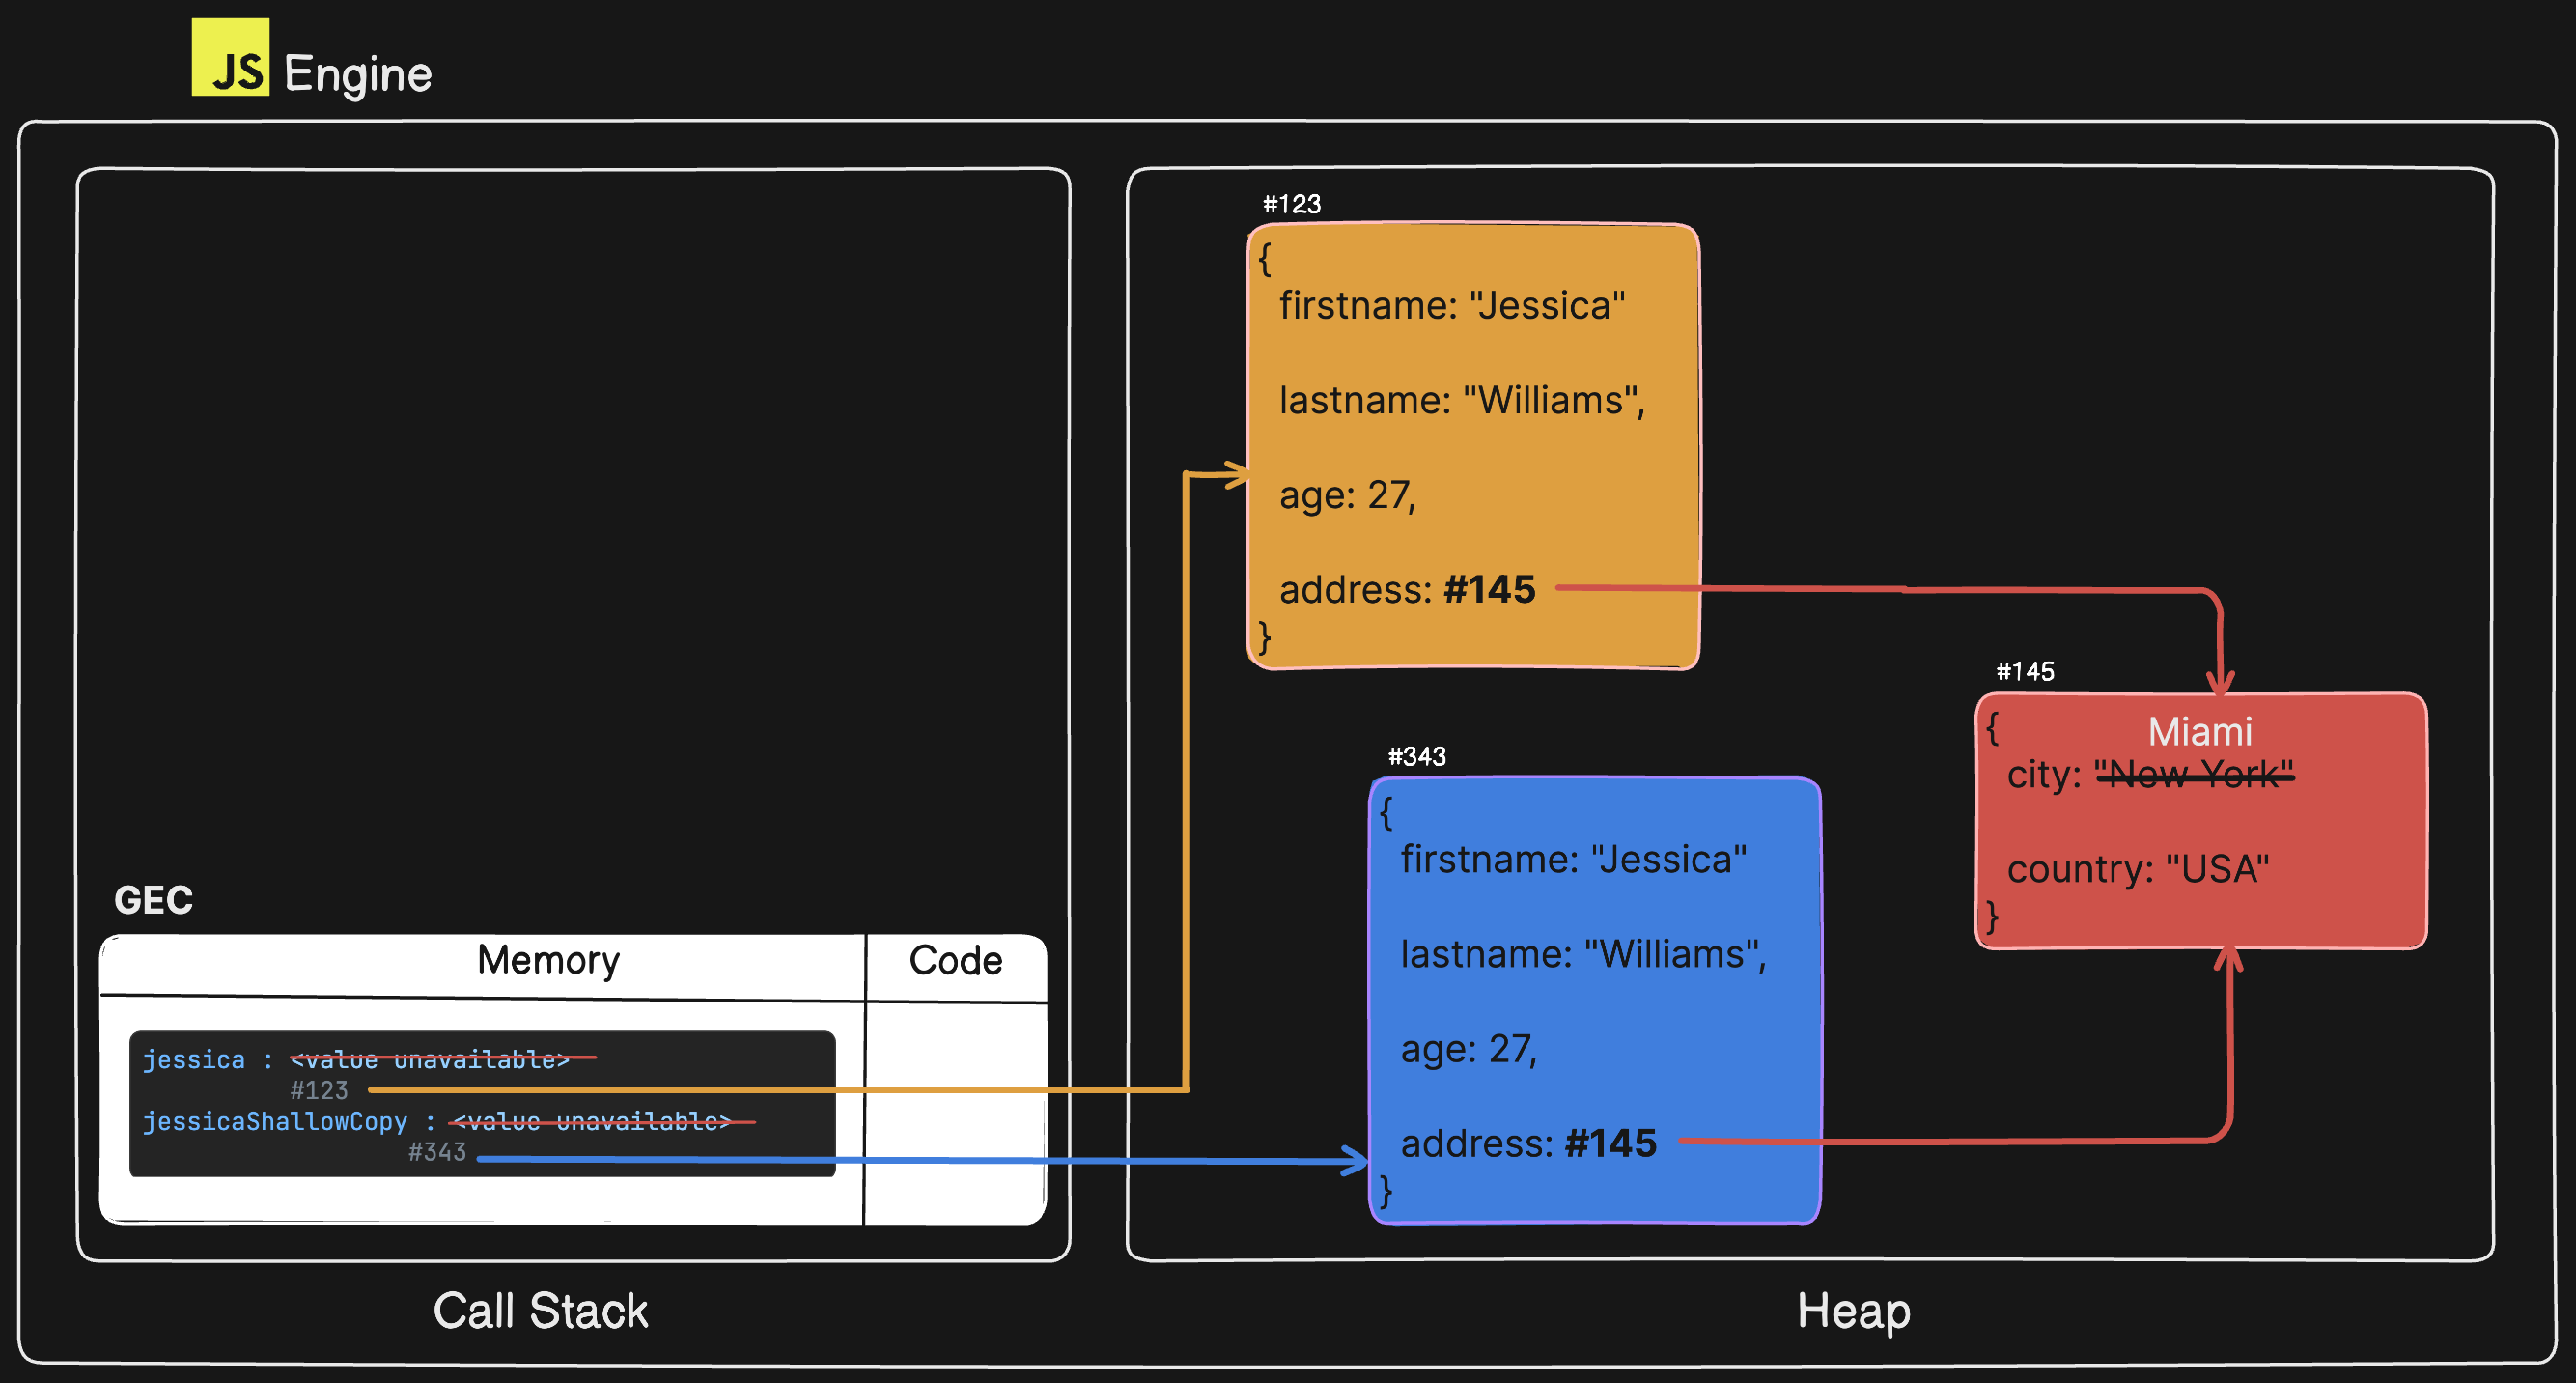 JS Engine
#123
{
firstname: "Jessica"
lastname: "Williams",
age: 27,
address: #145
}
#145
{
Miami
city: "New York"
country: "USA"
}
#343
{
firstname: "Jessica"
lastname: "Williams",
age: 27,
address: #145
}
GEC
Memory
Code
jessica : <value unavailable>
#123
jessicaShallowCopy : <value unavailable>
#343
Call Stack
Heap